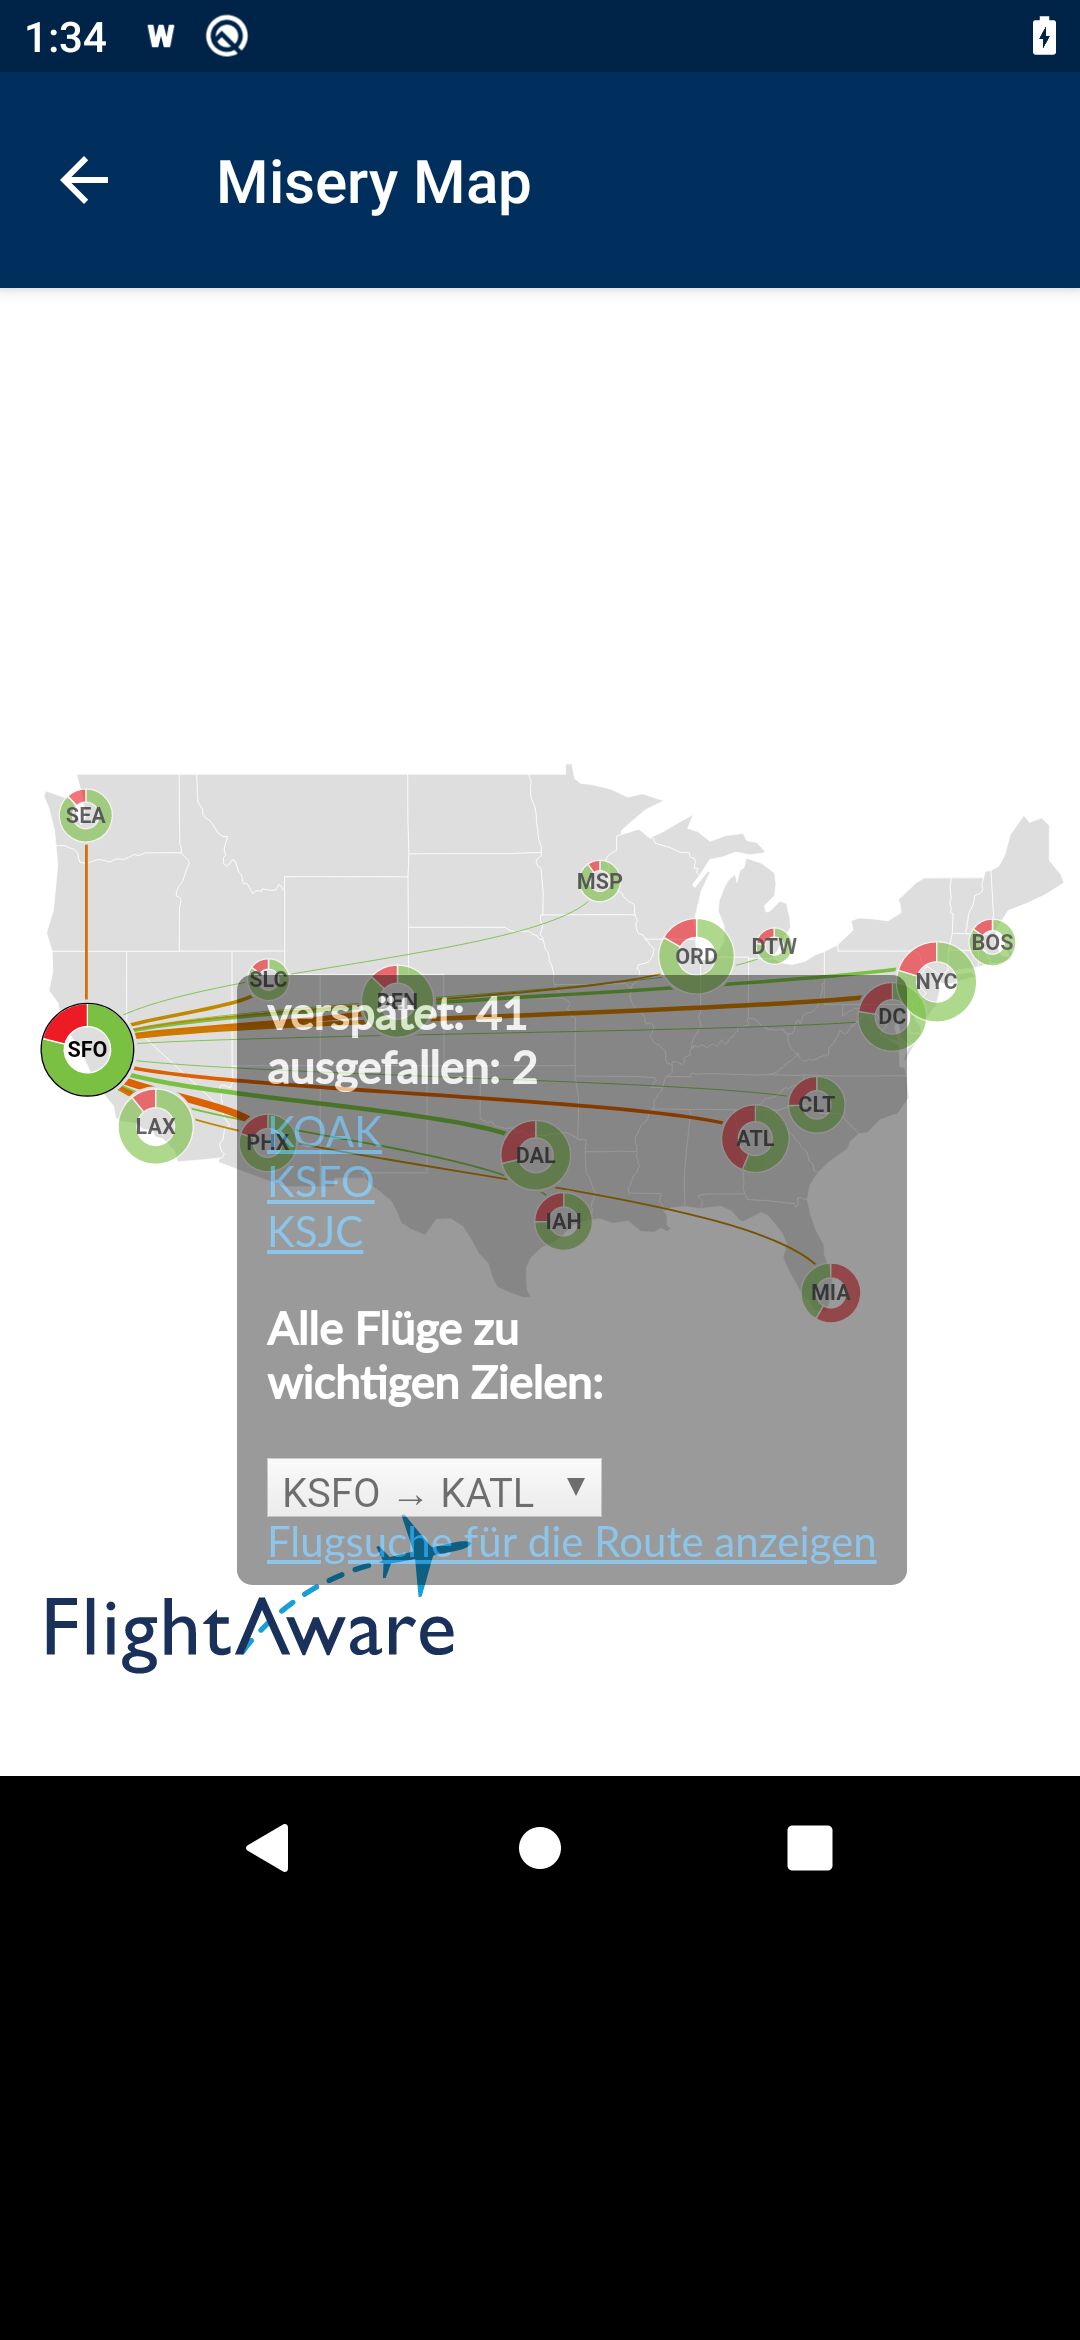 1:34
Misery Map
SEA
MSP
ORD
DTW
BOS
SLC
DEN
NYC
DC
SFO
verspätet: 41
ausgefallen: 2
LAX
PHX
KOAK
KSFO
KSJC
CLT
ATL
DAL
IAH
MIA
Alle Flüge zu
wichtigen Zielen:
KSFO → KATL
Flugsuche für die Route anzeigen
FlightAware